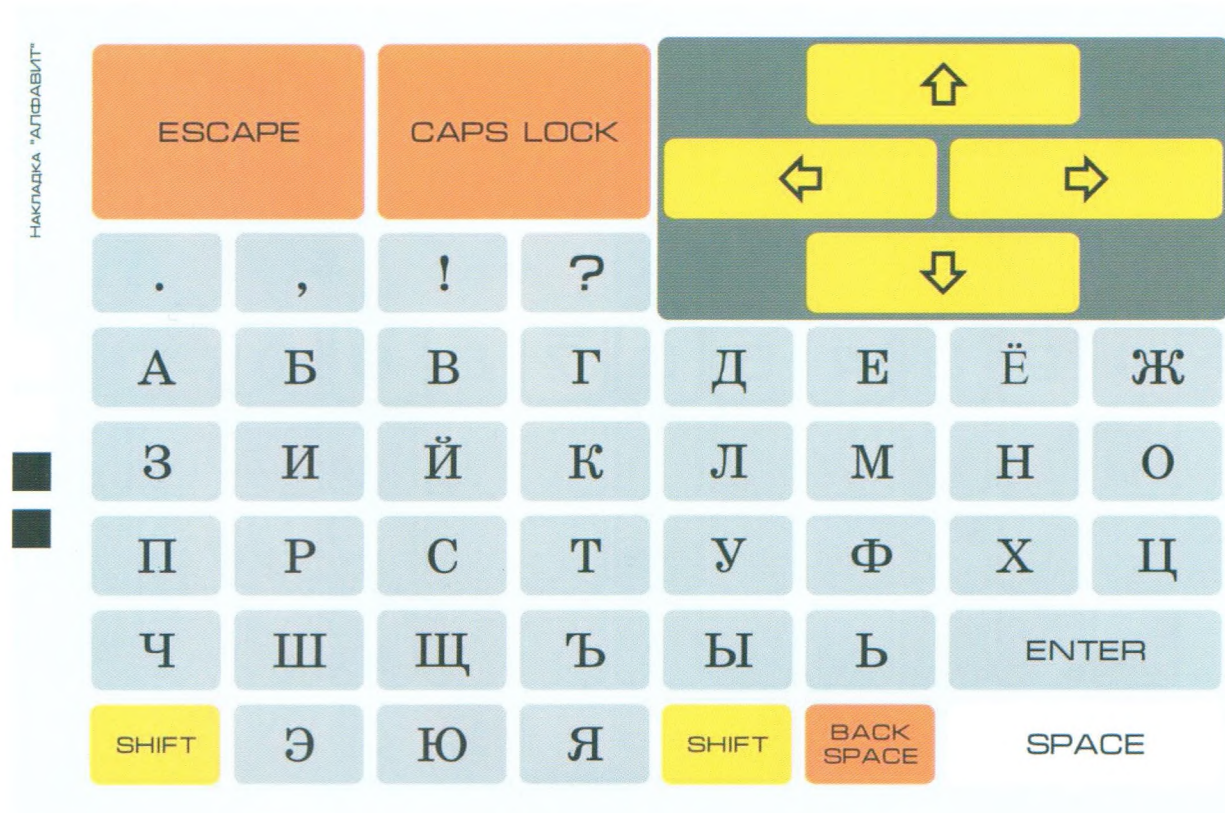 НАКЛАДКА "АЛФАВИТ"
ESCAPE CAPS LOCK
. , ! ?
А Б В Г Д Е Ё Ж
З И Й К Л М Н О
П Р С Т У Ф Х Ц
Ч Ш Щ Ъ Ы Ь ENTER
SHIFT Э Ю Я SHIFT BACK SPACE SPACE